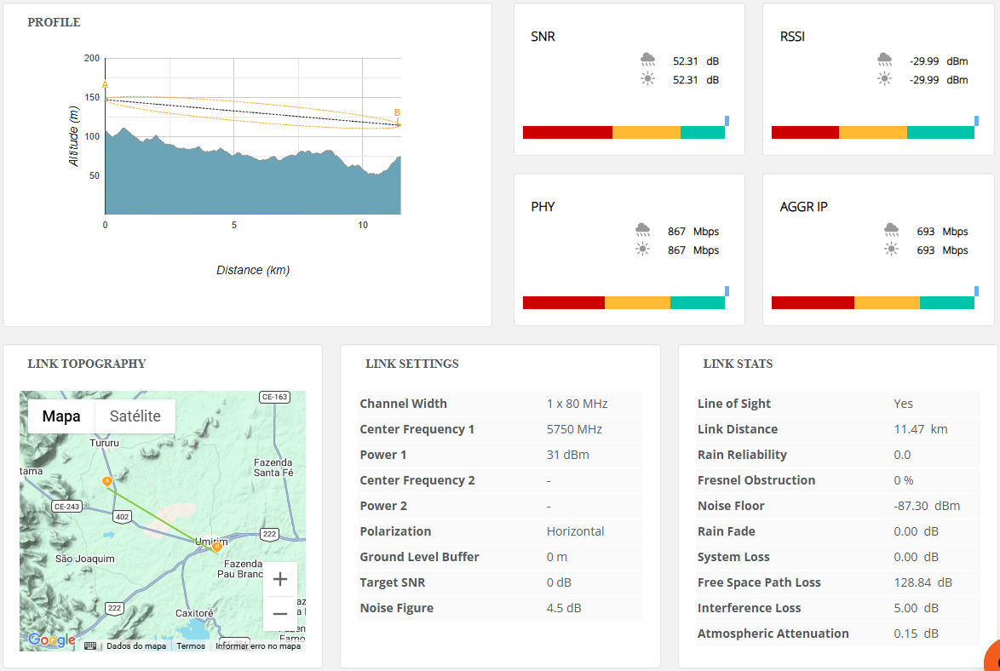 PROFILE
200
A
150
B
100
50
Altitude (m)
0
5
10
Distance (km)
SNR
52.31 dB
52.31 dB
RSSI
-29.99 dBm
-29.99 dBm
PHY
867 Mbps
867 Mbps
AGGR IP
693 Mbps
693 Mbps
LINK TOPOGRAPHY
Mapa
Satélite
CE-163
Tururu
tama
Fazenda
Santa Fé
A
CE-243
402
Umirim
222
B
São Joaquim
Fazenda
Pau Branc
222
Caxitoré
Fazen
Famo
Google
Dados do mapa
Termos
Informar erro no mapa
LINK SETTINGS
Channel Width 1 x 80 MHz
Center Frequency 1 5750 MHz
Power 1 31 dBm
Center Frequency 2 -
Power 2 -
Polarization Horizontal
Ground Level Buffer 0 m
Target SNR 0 dB
Noise Figure 4.5 dB
LINK STATS
Line of Sight Yes
Link Distance 11.47 km
Rain Reliability 0.0
Fresnel Obstruction 0 %
Noise Floor -87.30 dBm
Rain Fade 0.00 dB
System Loss 0.00 dB
Free Space Path Loss 128.84 dB
Interference Loss 5.00 dB
Atmospheric Attenuation 0.15 dB